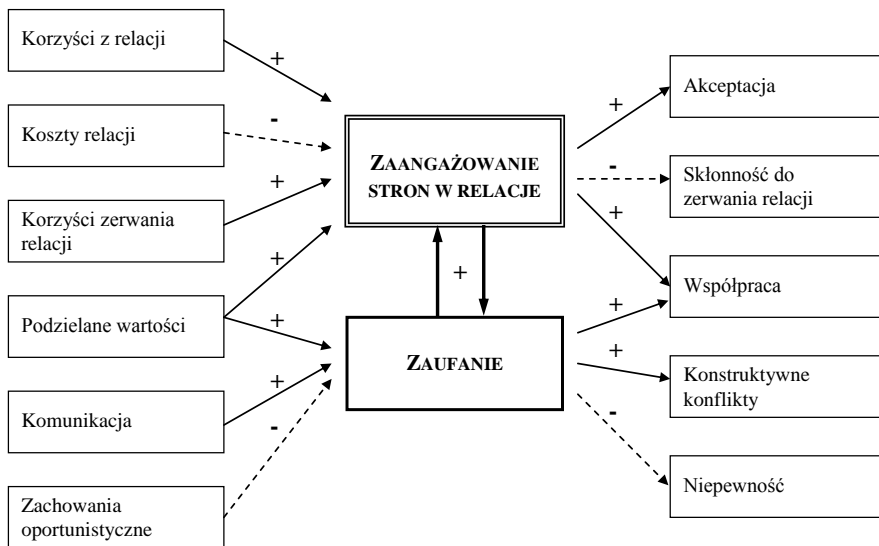 Korzyści z relacji
+
Koszty relacji
-
Korzyści zerwania
relacji
+
Podzielane wartości
+
+
Komunikacja
+
-
Zachowania
oportunistyczne
ZAANGAŻOWANIE
STRON W RELACJE
+
ZAUFANIE
+
Akceptacja
-
Skłonność do
zerwania relacji
+
Współpraca
+
+
Konstruktywne
konflikty
-
Niepewność